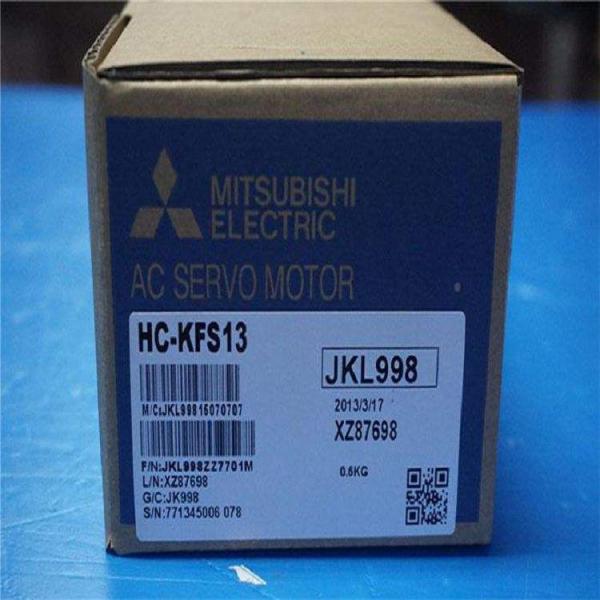 MITSUBISHI
ELECTRIC
AC SERVO MOTOR
HC-KFS13
JKL998
M/C:JKL99815070707
2013/3/17
XZ87698
F/N:JKL998ZZ7701M
L/N:XZ87698
0.6KG
G/C:JK998
S/N:771345006 078